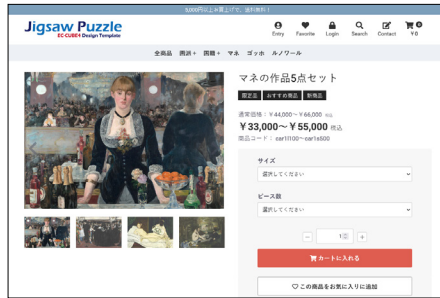 5,000円以上お買上げで、送料無料！
Jigsaw Puzzle
EC-CUBE4 Design Template
Entry
Favorite
Login
Search
Contact
0
￥0
全商品 画派+ 画題+ マネ ゴッホ ルノワール
マネの作品5点セット
限定品 おすすめ商品 新商品
通常価格：￥44,000～￥66,000 税込
￥33,000～￥55,000 税込
商品コード：
サイズ
選択してください
ピース数
選択してください
－ 1 ＋
カートに入れる
この商品をお気に入りに追加